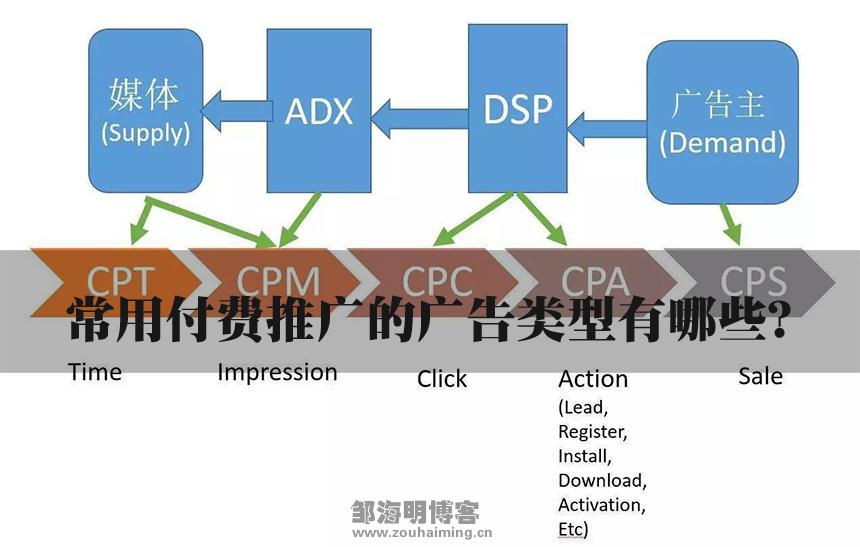 媒体
(Supply)
ADX
DSP
广告主
(Demand)
CPT
CPM
CPC
CPA
CPS
常用付费推广的广告类型有哪些?
Time
Impression
Click
Action
(Lead,
Register,
Install,
Download,
Activation,
Etc)
Sale
邹海明博客
www.zouhaiming.cn